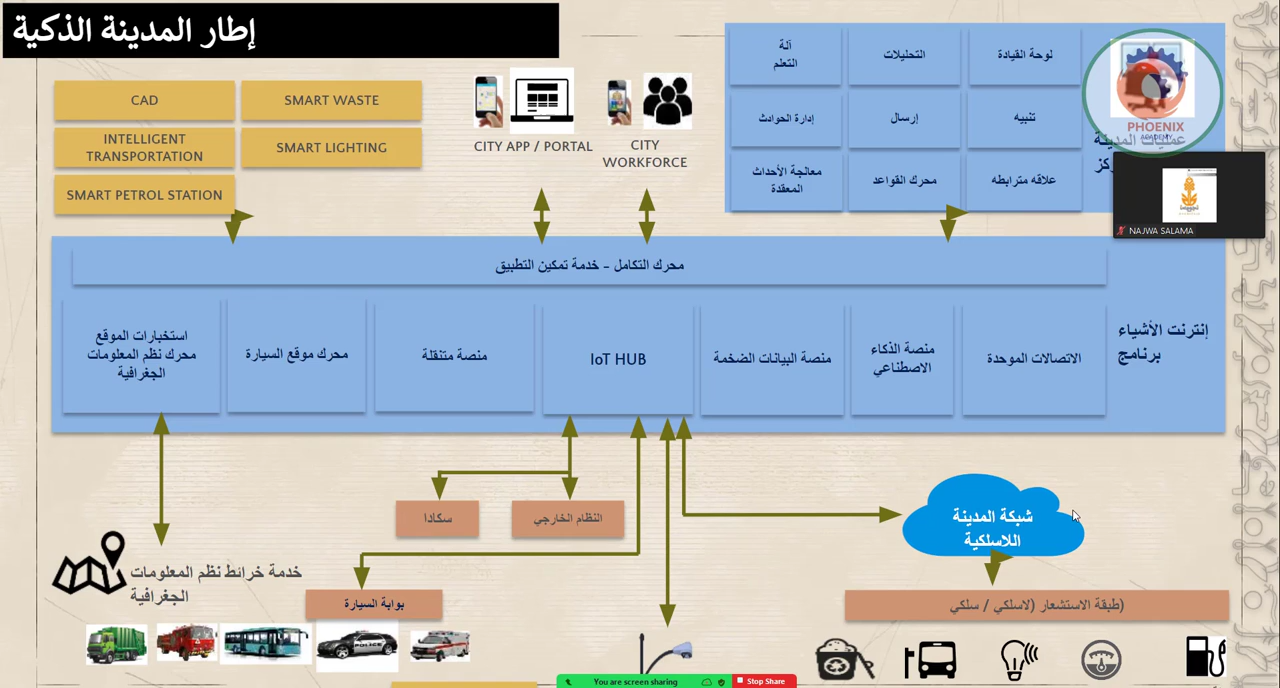 إطار المدينة الذكية
CAD
SMART WASTE
INTELLIGENT
TRANSPORTATION
SMART LIGHTING
SMART PETROL STATION
CITY APP / PORTAL
CITY
WORKFORCE
لوحة القيادة
التحليلات
آلة
التعلم
تنبيه
إرسال
إدارة الحوادث
علاقه مترابطه
محرك القواعد
معالجة الأحداث
المعقدة
PHOENIX
ACADEMY
عمليات المدينة
NAJWA SALAMA
محرك التكامل - خدمة تمكين التطبيق
إنترنت الأشياء
برنامج
الاتصالات الموحدة
منصة الذكاء
الاصطناعي
منصة البيانات الضخمة
IoT HUB
منصة متنقلة
محرك موقع السيارة
استخبارات الموقع
محرك نظم المعلومات
الجغرافية
سكادا
النظام الخارجي
شبكة المدينة
اللاسلكية
خدمة خرائط نظم المعلومات
الجغرافية
بوابة السيارة
طبقة الاستشعار (لاسلكي / سلكي)
POLICE
You are screen sharing
Stop Share